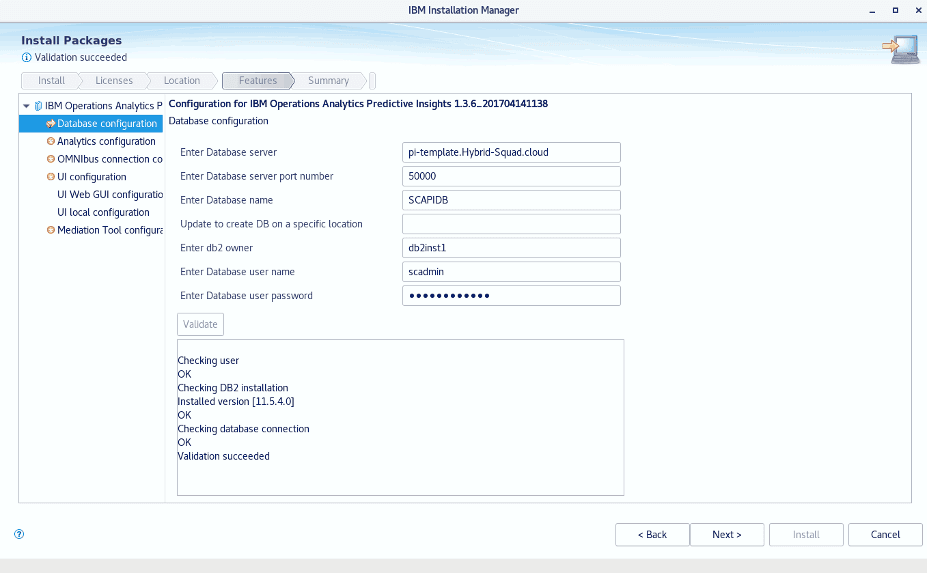 IBM Installation Manager
Install Packages
Validation succeeded
Install
Licenses
Location
Features
Summary
IBM Operations Analytics P
Database configuration
Analytics configuration
OMNIbus connection co
UI configuration
UI Web GUI configuratio
UI local configuration
Mediation Tool configura
Configuration for IBM Operations Analytics Predictive Insights 1.3.6_201704141138
Database configuration
Enter Database server
pi-template.Hybrid-Squad.cloud
Enter Database server port number
50000
Enter Database name
SCAPIDB
Update to create DB on a specific location
Enter db2 owner
db2inst1
Enter Database user name
scadmin
Enter Database user password
●●●●●●●●●●●●
Validate
Checking user
OK
Checking DB2 installation
Installed version [11.5.4.0]
OK
Checking database connection
OK
Validation succeeded
< Back
Next >
Install
Cancel